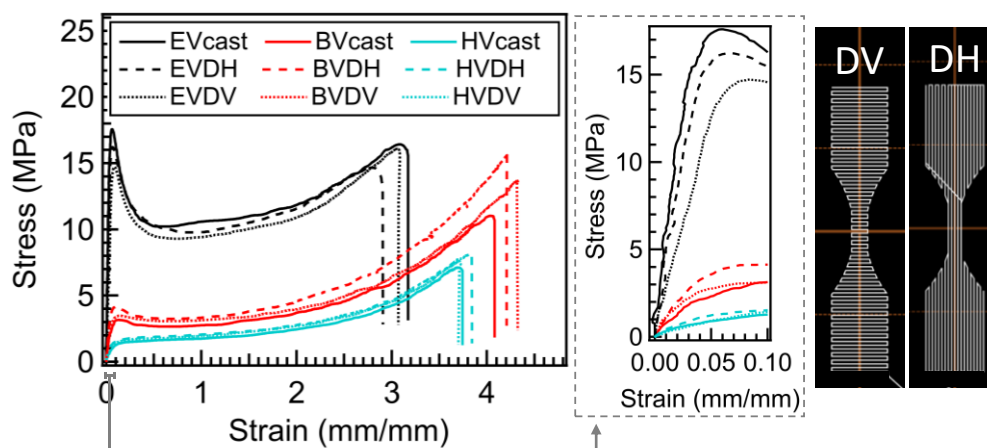 Stress (MPa)
25
20
15
10
5
0
EVcast BVcast HVcast
EVDH BVDH HVDH
EVDV BVDV HVDV
0 1 2 3 4
Strain (mm/mm)
Stress (MPa)
15
10
5
0
0.00 0.10
Strain (mm/mm)
DV
DH